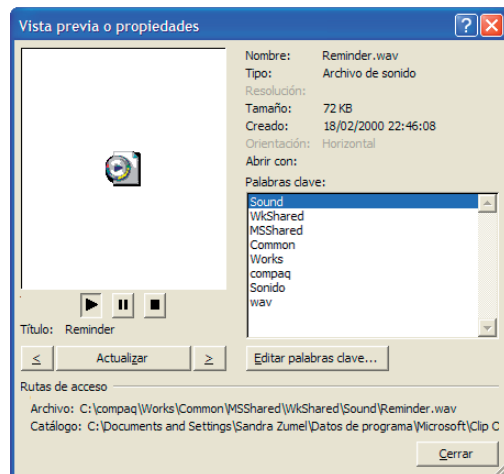 Vista previa o propiedades
Nombre: Reminder.wav
Tipo: Archivo de sonido
Resolución:
Tamaño: 72 KB
Creado: 18/02/2000 22:46:08
Orientación: Horizontal
Abrir con:
Palabras clave:
Sound
WkShared
MSShared
Common
Works
compaq
Sonido
wav
Título: Reminder
< Actualizar > Editar palabras clave...
Rutas de acceso
Archivo: C:\compaq\Works\Common\MSShared\WkShared\Sound\Reminder.wav
Catálogo: C:\Documents and Settings\Sandra Zumel\Datos de programa\Microsoft\Clip O
Cerrar